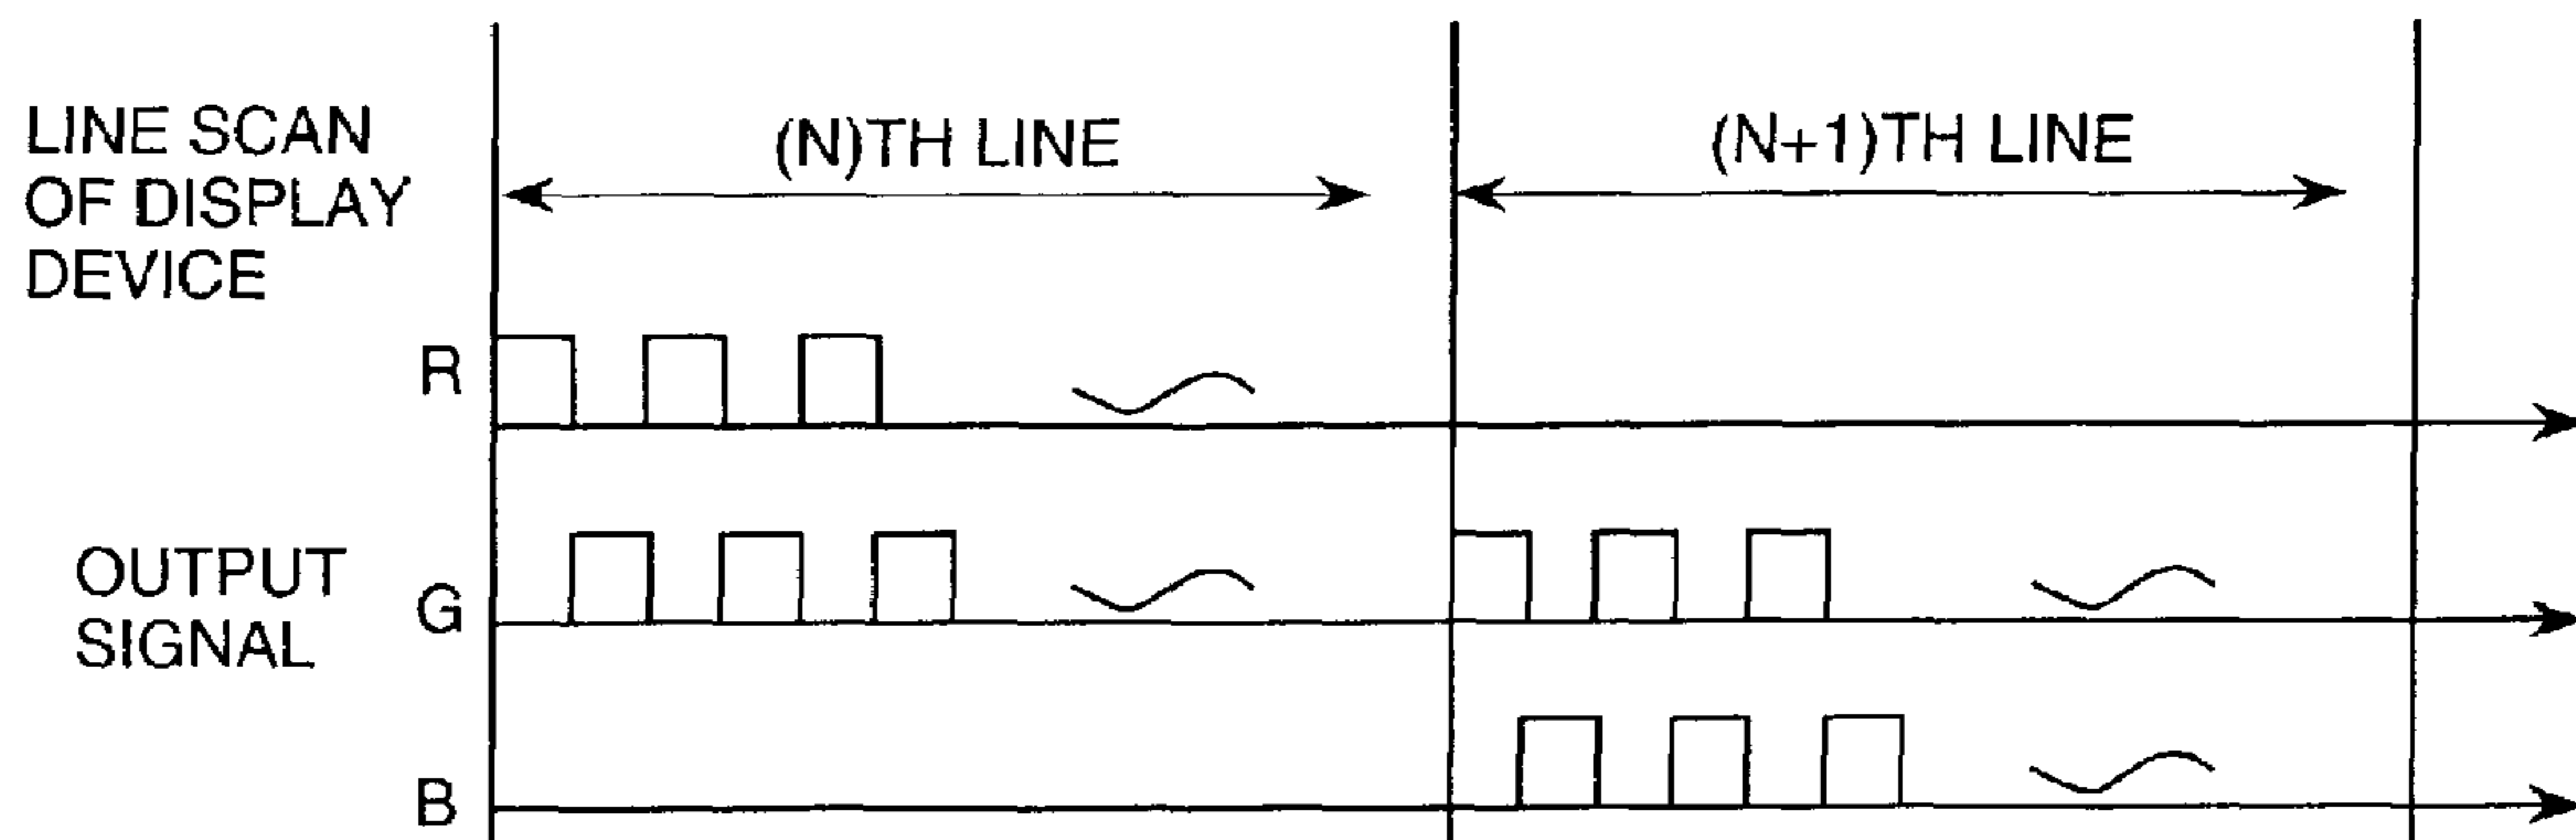 LINE SCAN
OF DISPLAY
DEVICE
(N)TH LINE
(N+1)TH LINE
R
OUTPUT
SIGNAL
G
B